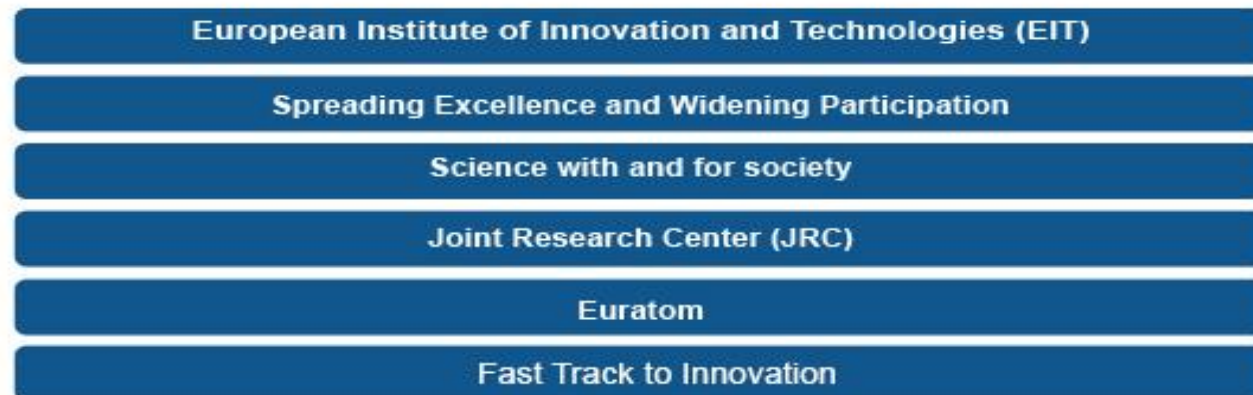 European Institute of Innovation and Technologies (EIT)
Spreading Excellence and Widening Participation
Science with and for society
Joint Research Center (JRC)
Euratom
Fast Track to Innovation